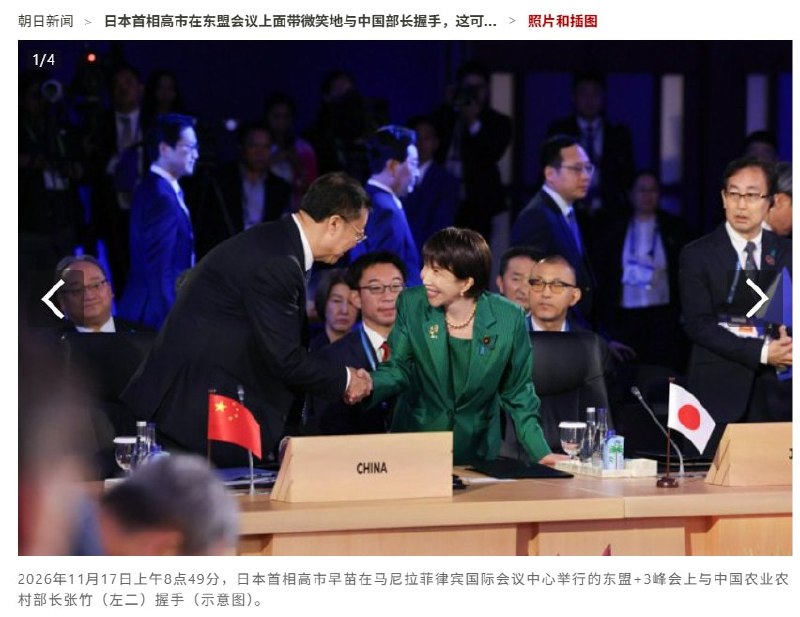 朝日新闻 > 日本首相高市在东盟会议上面带微笑地与中国部长握手，这可... > 照片和插图
1/4
CHINA
J
2026年11月17日上午8点49分，日本首相高市早苗在马尼拉菲律宾国际会议中心举行的东盟+3峰会上与中国农业农
村部长张竹（左二）握手（示意图）。